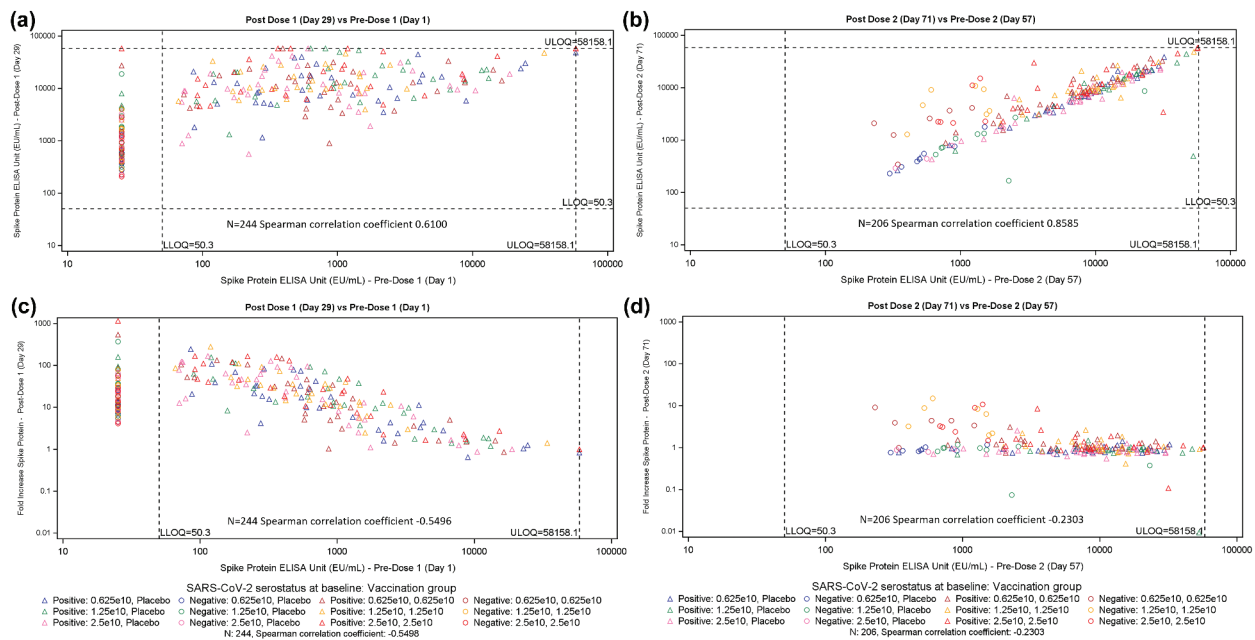 (a)
Post Dose 1 (Day 29) vs Pre-Dose 1 (Day 1)
Spike Protein ELISA Unit (EU/mL) - Post-Dose 1 (Day 29)
100000
10000
1000
100
10
ULOQ=58158.1
LLOQ=50.3
N=244 Spearman correlation coefficient 0.6100
LLOQ=50.3
ULOQ=58158.1
10
100
1000
10000
100000
Spike Protein ELISA Unit (EU/mL) - Pre-Dose 1 (Day 1)
(b)
Post Dose 2 (Day 71) vs Pre-Dose 2 (Day 57)
Spike Protein ELISA Unit (EU/mL) - Post-Dose 2 (Day 71)
100000
10000
1000
100
10
ULOQ=58158.1
LLOQ=50.3
N=206 Spearman correlation coefficient 0.8585
LLOQ=50.3
ULOQ=58158.1
10
100
1000
10000
100000
Spike Protein ELISA Unit (EU/mL) - Pre-Dose 2 (Day 57)
(c)
Post Dose 1 (Day 29) vs Pre-Dose 1 (Day 1)
Fold Increase Spike Protein - Post-Dose 1 (Day 29)
1000
100
10
1
0.1
0.01
N=244 Spearman correlation coefficient -0.5496
LLOQ=50.3
ULOQ=58158.1
10
100
1000
10000
100000
Spike Protein ELISA Unit (EU/mL) - Pre-Dose 1 (Day 1)
SARS-CoV-2 serostatus at baseline: Vaccination group
Positive: 0.625e10, Placebo Negative: 0.625e10, Placebo Positive: 0.625e10, 0.625e10 Negative: 0.625e10, 0.625e10
Positive: 1.25e10, Placebo Negative: 1.25e10, Placebo Positive: 1.25e10, 1.25e10 Negative: 1.25e10, 1.25e10
Positive: 2.5e10, Placebo Negative: 2.5e10, Placebo Positive: 2.5e10, 2.5e10 Negative: 2.5e10, 2.5e10
N: 244, Spearman correlation coefficient: -0.5498
(d)
Post Dose 2 (Day 71) vs Pre-Dose 2 (Day 57)
Fold Increase Spike Protein - Post-Dose 2 (Day 71)
1000
100
10
1
0.1
0.01
N=206 Spearman correlation coefficient -0.2303
LLOQ=50.3
ULOQ=58158.1
10
100
1000
10000
100000
Spike Protein ELISA Unit (EU/mL) - Pre-Dose 2 (Day 57)
SARS-CoV-2 serostatus at baseline: Vaccination group
Positive: 0.625e10, Placebo Negative: 0.625e10, Placebo Positive: 0.625e10, 0.625e10 Negative: 0.625e10, 0.625e10
Positive: 1.25e10, Placebo Negative: 1.25e10, Placebo Positive: 1.25e10, 1.25e10 Negative: 1.25e10, 1.25e10
Positive: 2.5e10, Placebo Negative: 2.5e10, Placebo Positive: 2.5e10, 2.5e10 Negative: 2.5e10, 2.5e10
N: 206, Spearman correlation coefficient: -0.2303